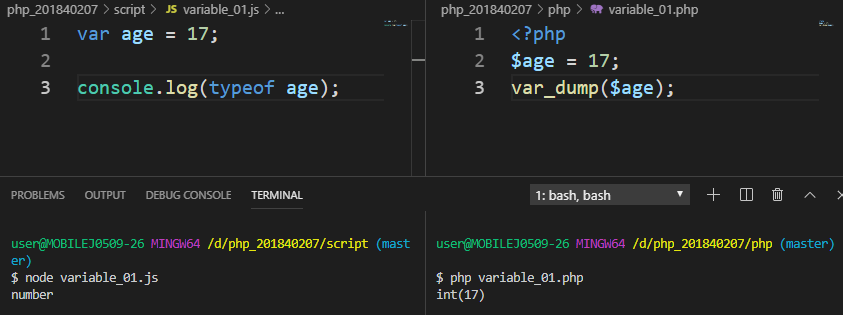 php_201840207 > script > JS variable_01.js > ...
1 var age = 17;
2
3 console.log(typeof age);
php_201840207 > php > variable_01.php
1 <?php
2 $age = 17;
3 var_dump($age);
PROBLEMS OUTPUT DEBUG CONSOLE TERMINAL
1: bash, bash
user@MOBILEJ0509-26 MINGW64 /d/php_201840207/script (mast
er)
$ node variable_01.js
number
user@MOBILEJ0509-26 MINGW64 /d/php_201840207/php (master)
$ php variable_01.php
int(17)